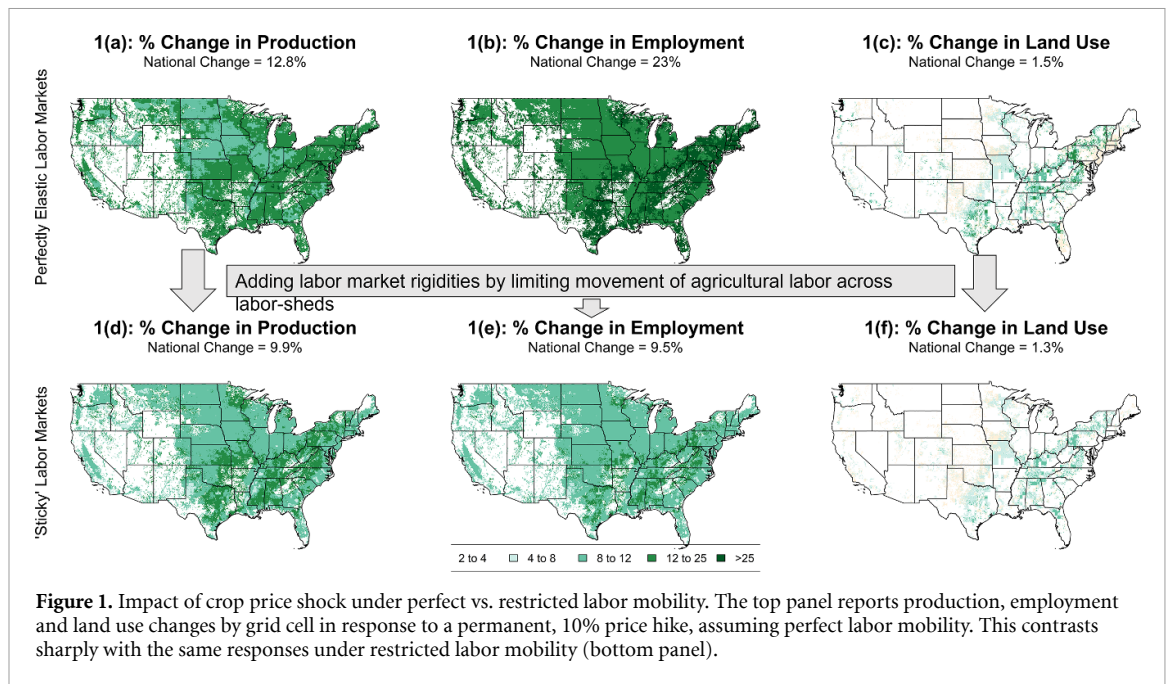 1(a): % Change in Production
National Change = 12.8%
1(b): % Change in Employment
National Change = 23%
1(c): % Change in Land Use
National Change = 1.5%
Perfectly Elastic Labor Markets
Adding labor market rigidities by limiting movement of agricultural labor across
labor-sheds
1(d): % Change in Production
National Change = 9.9%
1(e): % Change in Employment
National Change = 9.5%
1(f): % Change in Land Use
National Change = 1.3%
'Sticky' Labor Markets
2 to 4 4 to 8 8 to 12 12 to 25 >25
Figure 1. Impact of crop price shock under perfect vs. restricted labor mobility. The top panel reports production, employment
and land use changes by grid cell in response to a permanent, 10% price hike, assuming perfect labor mobility. This contrasts
sharply with the same responses under restricted labor mobility (bottom panel).